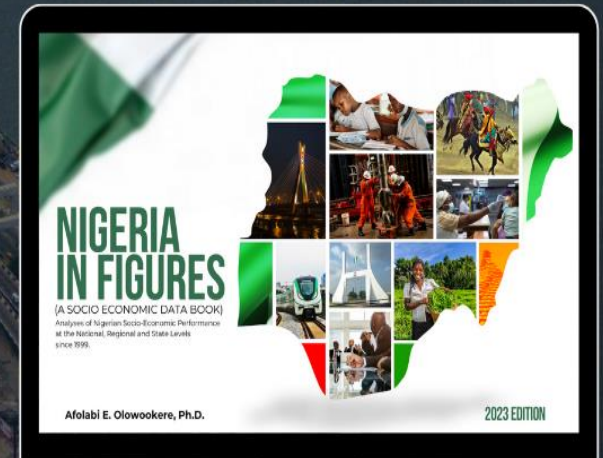 NIGERIA
IN FIGURES
(A SOCIO ECONOMIC DATA BOOK)
Analyses of Nigerian Socio-Economic Performance
at the National, Regional and State Levels
since 1999.
Afolabi E. Olowookere, Ph.D.
2023 EDITION